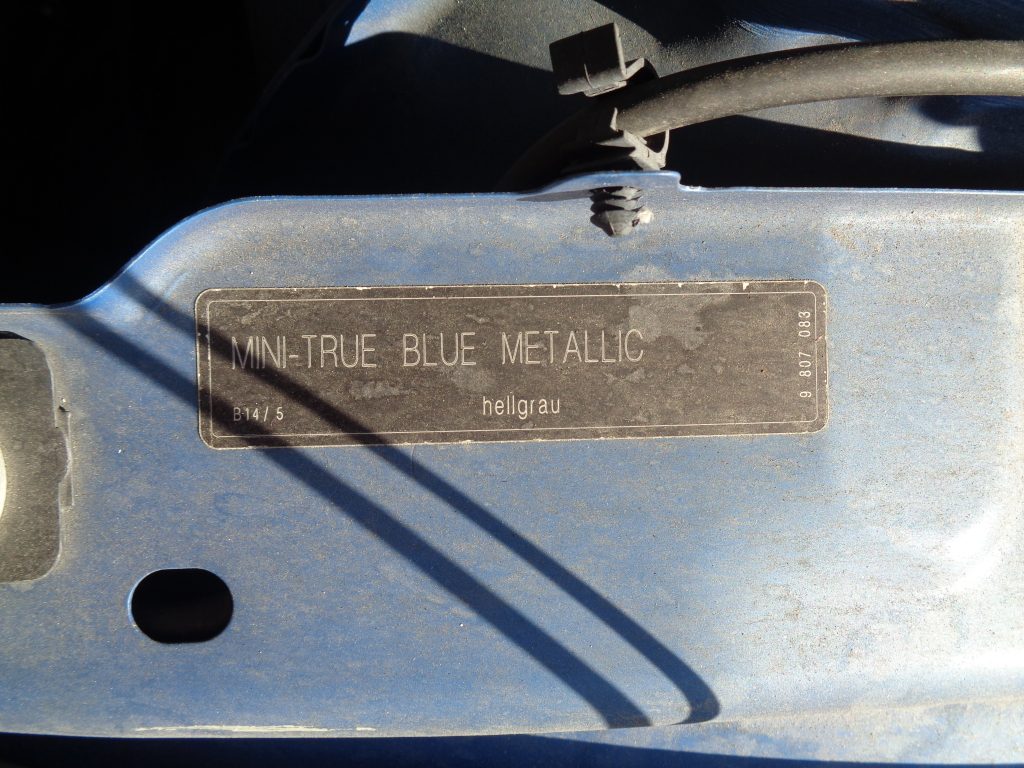 MINI-TRUE BLUE METALLIC
B14/5
hellgrau
9 807 083